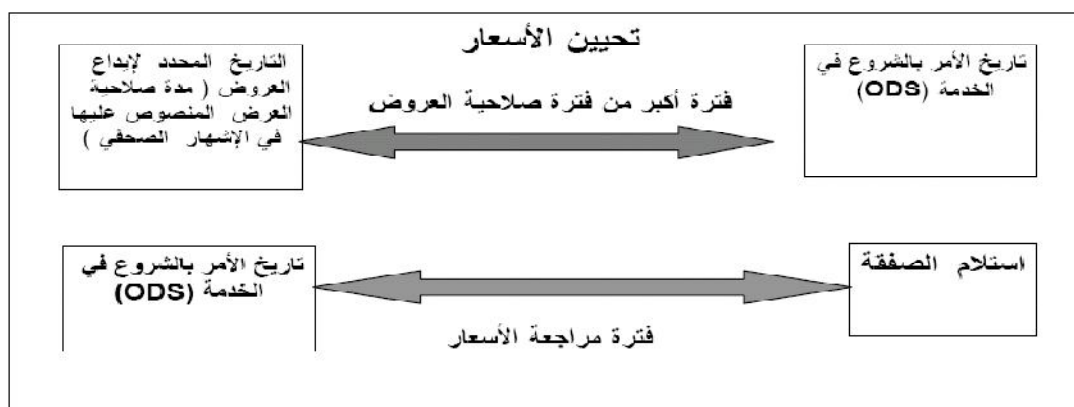 تحيين الأسعار
تاريخ الأمر بالشروع في
الخدمة (ODS)
فترة أكبر من فترة صلاحية العروض
التاريخ المحدد لإيداع
العروض ( مدة صلاحية
العرض المنصوص عليها
في الإشهار الصحفي )
استلام الصفقة
فترة مراجعة الأسعار
تاريخ الأمر بالشروع في
الخدمة (ODS)